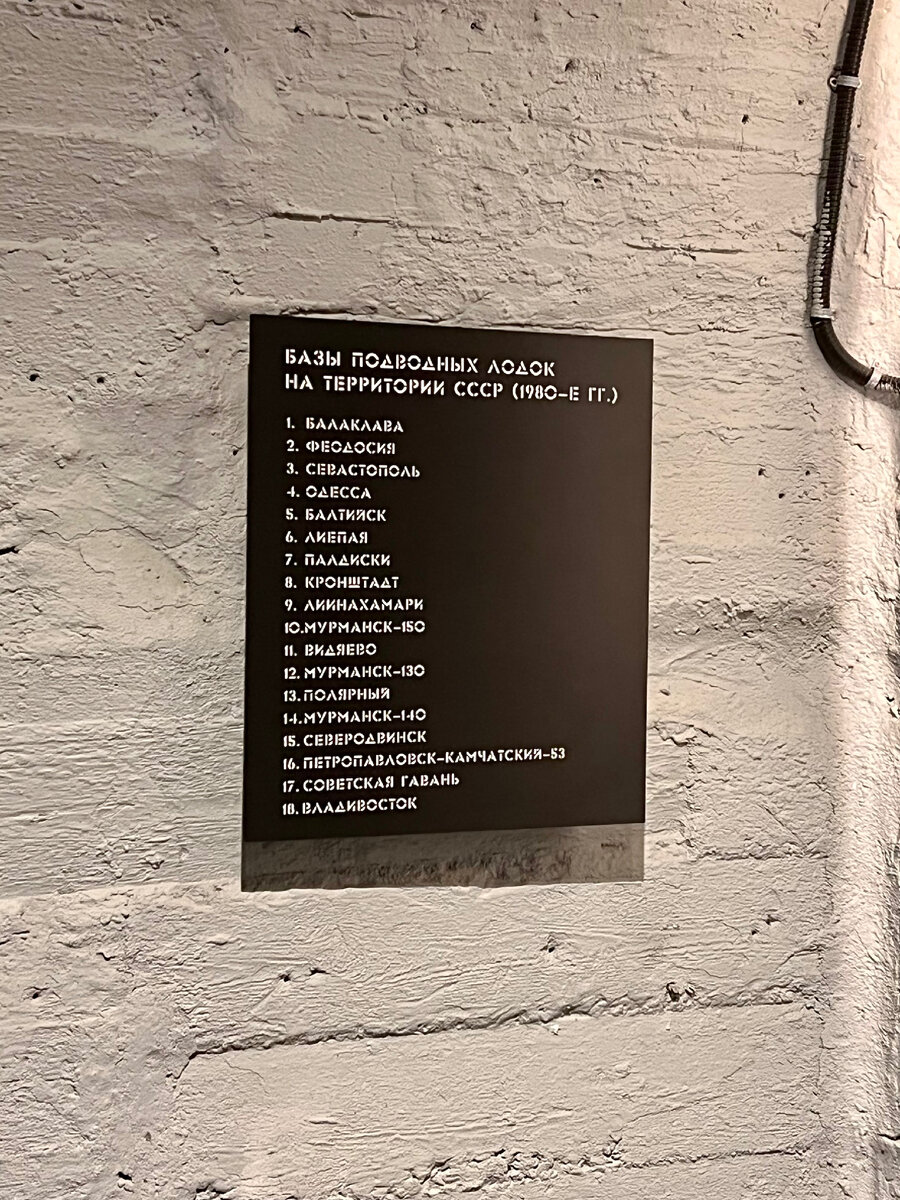 БАЗЫ ПОДВОДНЫХ ЛОДОК
НА ТЕРРИТОРИИ СССР (1980-Е ГГ.)
1. БАЛАКЛАВА
2. ФЕОДОСИЯ
3. СЕВАСТОПОЛЬ
4. ОДЕССА
5. БАЛТИЙСК
6. ЛИЕПАЯ
7. ПАЛДИСКИ
8. КРОНШТАДТ
9. ЛИИНАХАМАРИ
10.МУРМАНСК-150
11. ВИДЯЕВО
12. МУРМАНСК-130
13. ПОЛЯРНЫЙ
14.МУРМАНСК-140
15. СЕВЕРОДВИНСК
16. ПЕТРОПАВЛОВСК-КАМЧАТСКИЙ-53
17. СОВЕТСКАЯ ГАВАНЬ
18. ВЛАДИВОСТОК